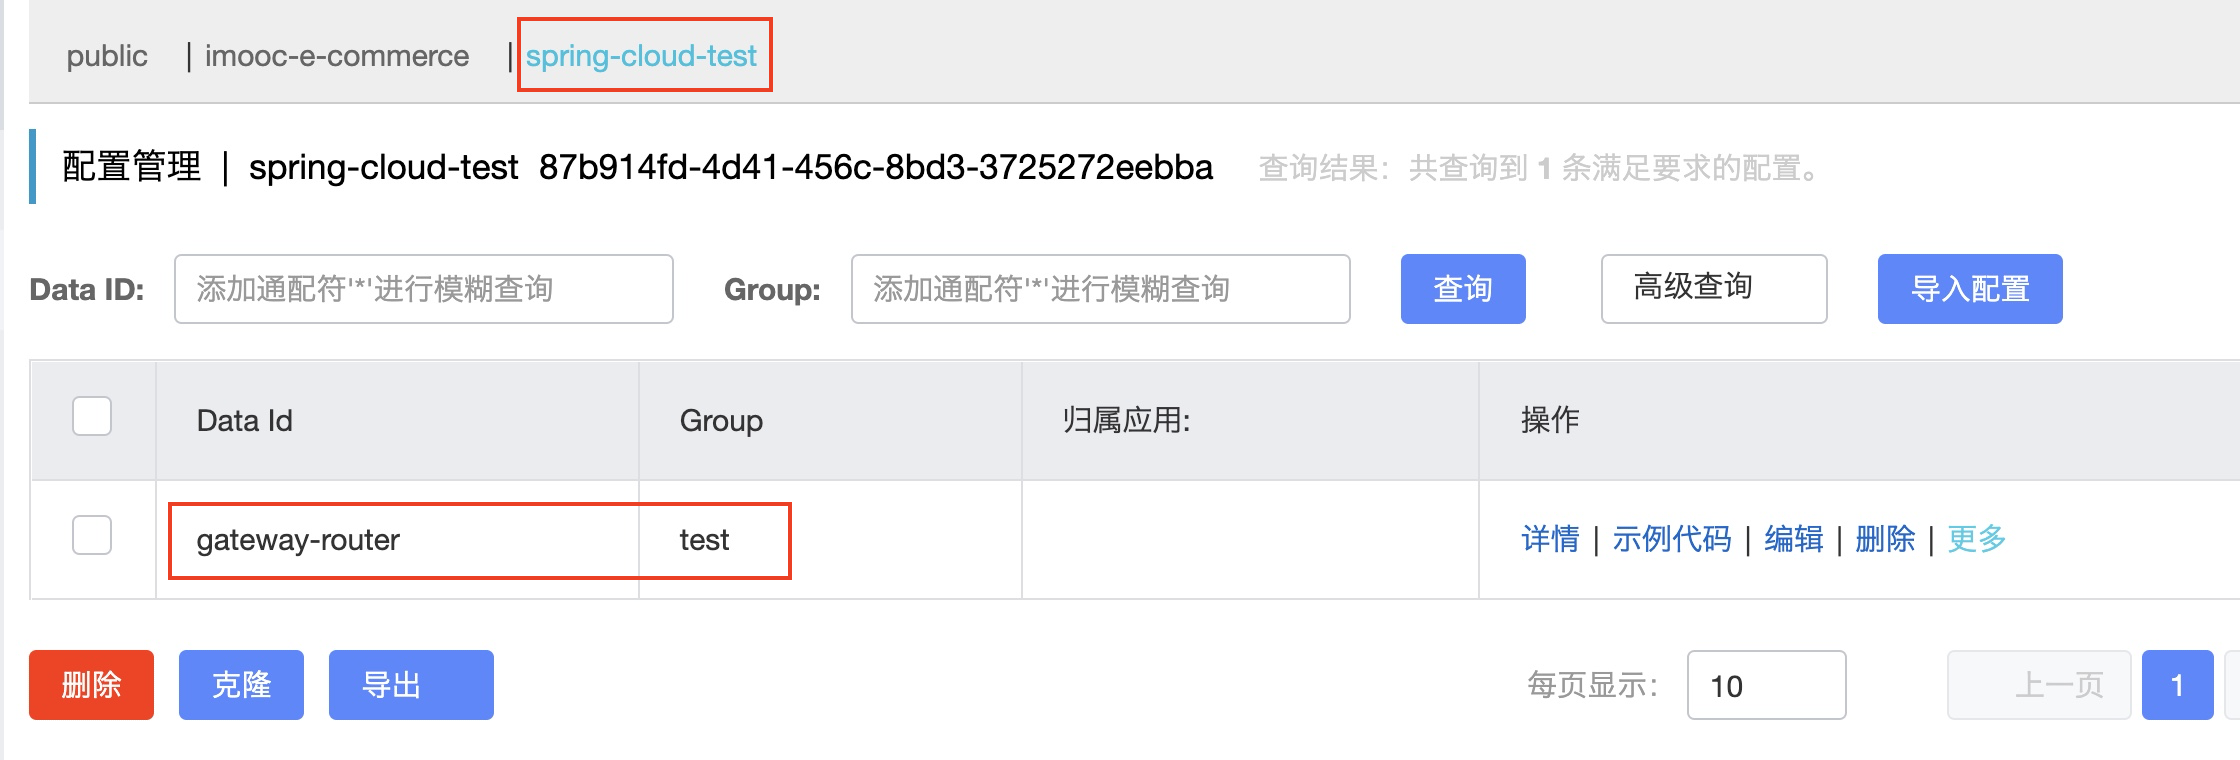 public | imooc-e-commerce | spring-cloud-test
配置管理 | spring-cloud-test 87b914fd-4d41-456c-8bd3-3725272eebba 查询结果：共查询到 1 条满足要求的配置。
Data ID: 添加通配符'*'进行模糊查询 Group: 添加通配符'*'进行模糊查询 查询 高级查询 导入配置
Data Id Group 归属应用: 操作
gateway-router test 详情 | 示例代码 | 编辑 | 删除 | 更多
删除 克隆 导出 每页显示: 10 上一页 1